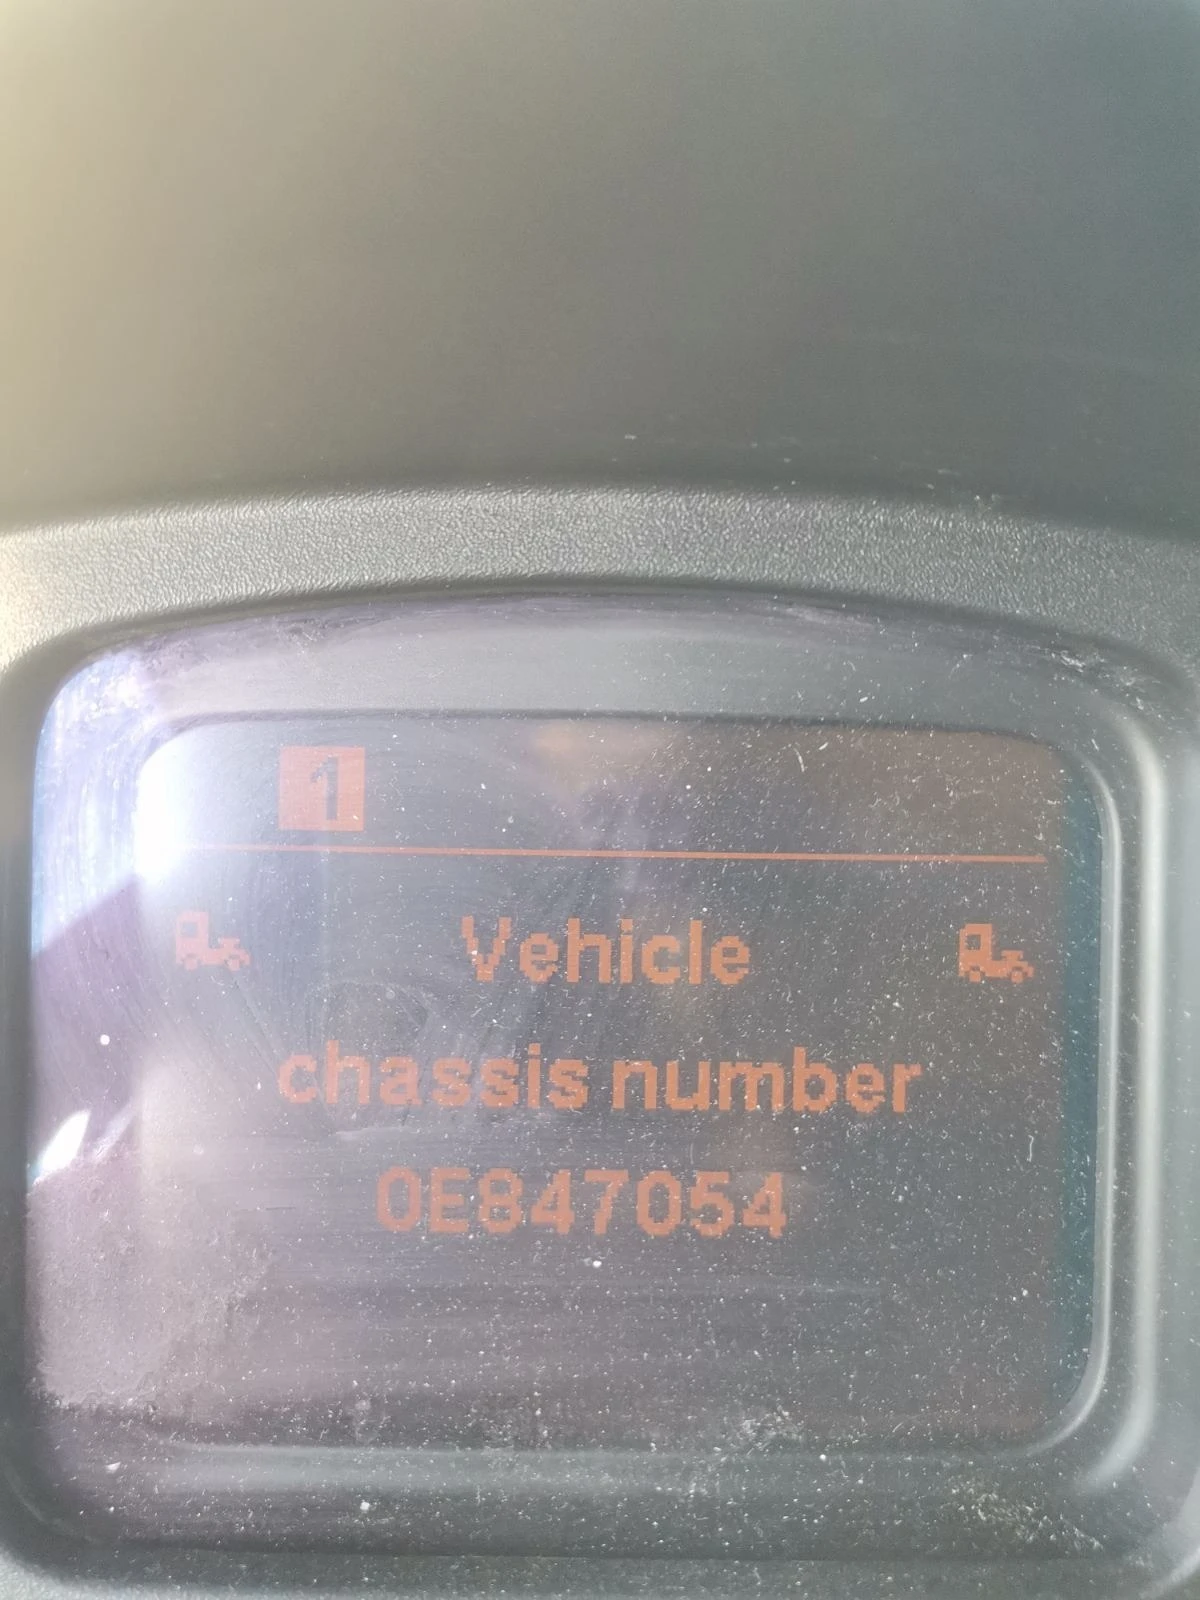 1
Vehicle
chassis number
0E847054